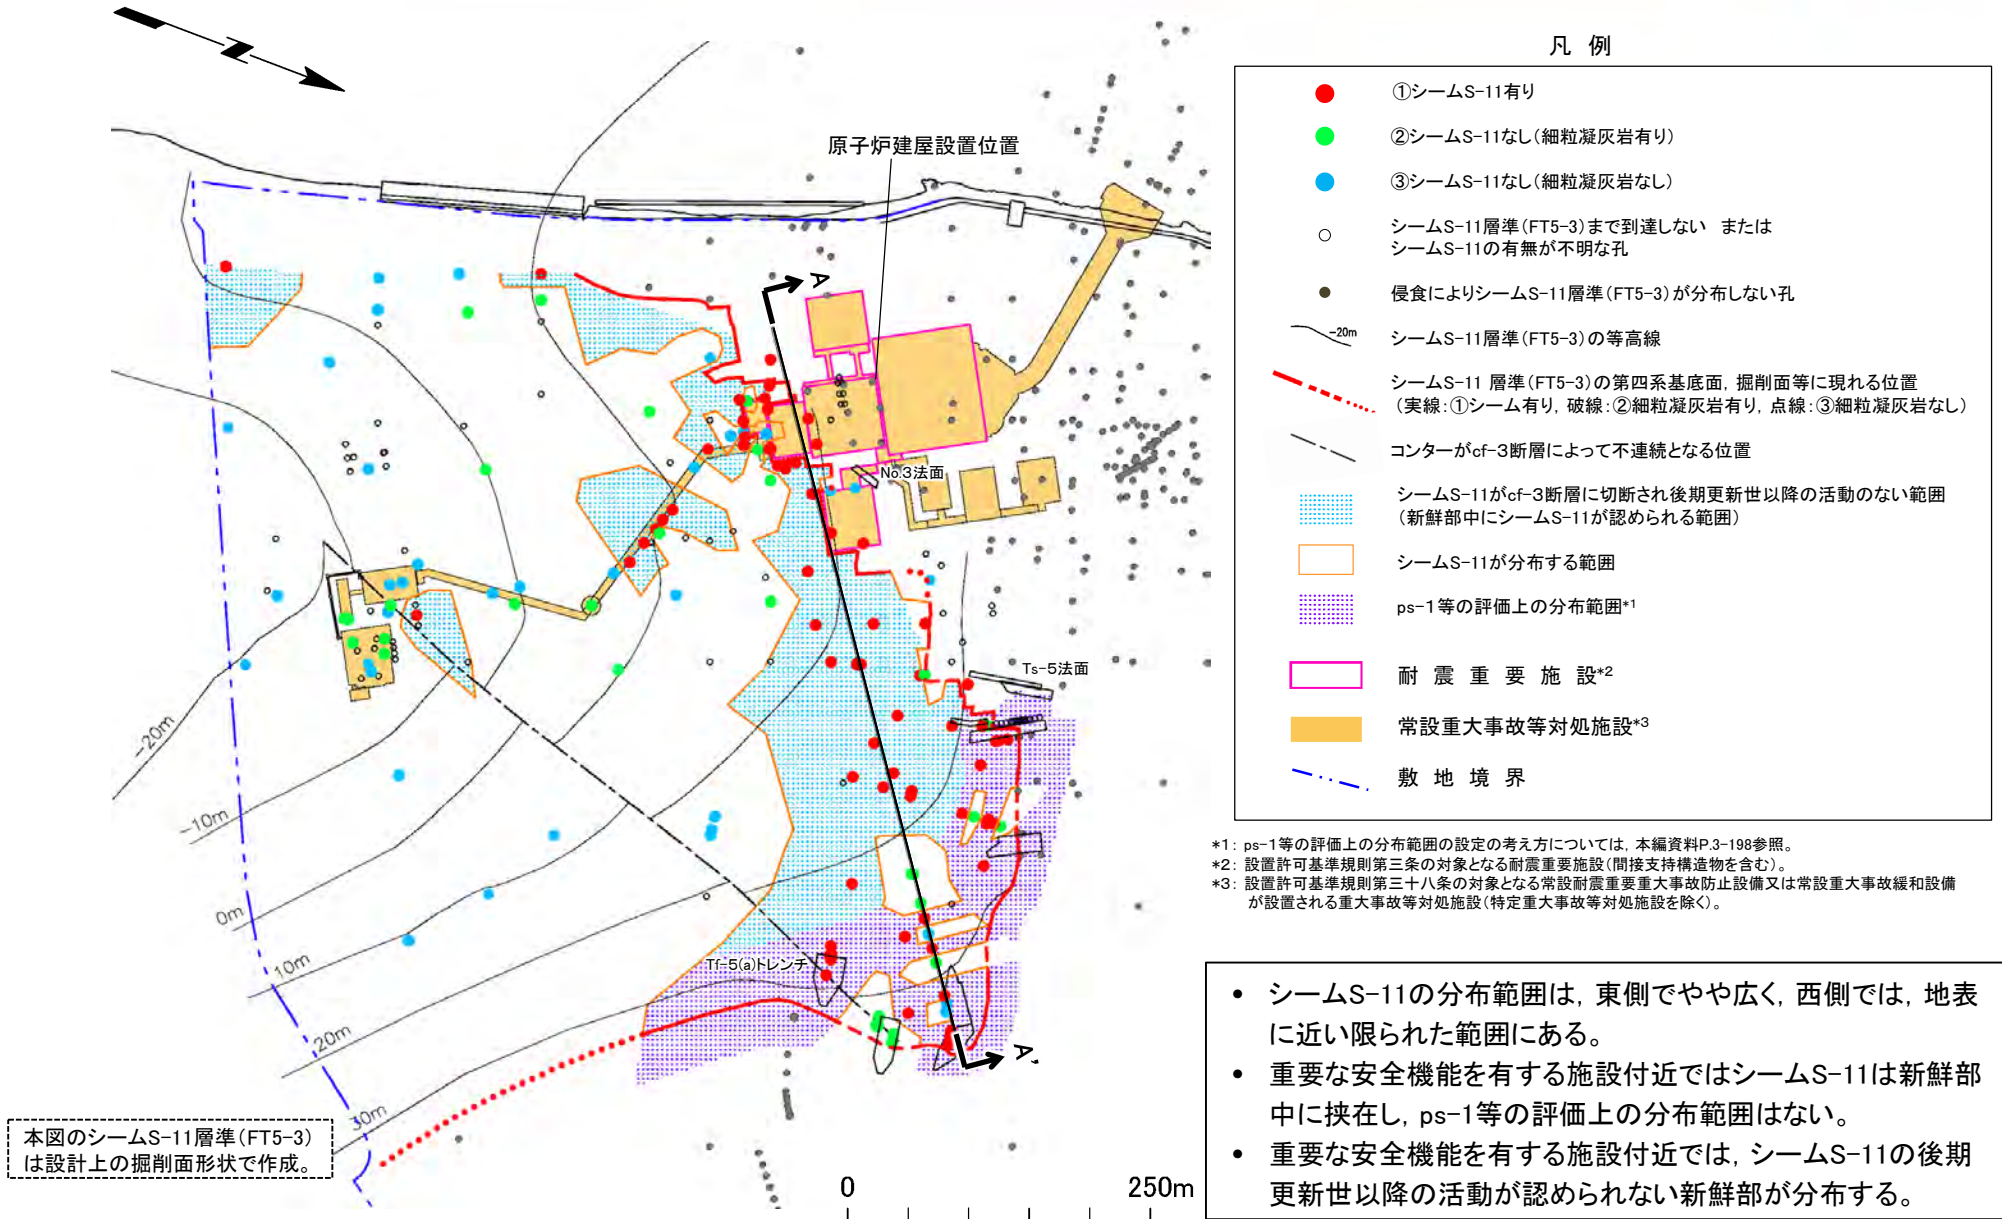 Z
原子炉建屋設置位置
A
No.3法面
Ts-5法面
Tf-5(a)トレンチ
A'
-20m
-10m
0m
10m
20m
30m
本図のシームS-11層準(FT5-3)
は設計上の掘削面形状で作成。
0
250m
凡 例
①シームS-11有り
②シームS-11なし(細粒凝灰岩有り)
③シームS-11なし(細粒凝灰岩なし)
シームS-11層準(FT5-3)まで到達しない または
シームS-11の有無が不明な孔
侵食によりシームS-11層準(FT5-3)が分布しない孔
-20m
シームS-11層準(FT5-3)の等高線
シームS-11 層準(FT5-3)の第四系基底面, 掘削面等に現れる位置
(実線:①シーム有り, 破線:②細粒凝灰岩有り, 点線:③細粒凝灰岩なし)
コンターがcf-3断層によって不連続となる位置
シームS-11がcf-3断層に切断され後期更新世以降の活動のない範囲
(新鮮部中にシームS-11が認められる範囲)
シームS-11が分布する範囲
ps-1等の評価上の分布範囲*1
耐 震 重 要 施 設*2
常設重大事故等対処施設*3
敷 地 境 界
*1: ps-1等の評価上の分布範囲の設定の考え方については, 本編資料P.3-198参照。
*2: 設置許可基準規則第三条の対象となる耐震重要施設(間接支持構造物を含む)。
*3: 設置許可基準規則第三十八条の対象となる常設耐震重要重大事故防止設備又は常設重大事故緩和設備
が設置される重大事故等対処施設(特定重大事故等対処施設を除く)。
• シームS-11の分布範囲は, 東側でやや広く, 西側では, 地表
に近い限られた範囲にある。
• 重要な安全機能を有する施設付近ではシームS-11は新鮮部
中に挟在し, ps-1等の評価上の分布範囲はない。
• 重要な安全機能を有する施設付近では, シームS-11の後期
更新世以降の活動が認められない新鮮部が分布する。